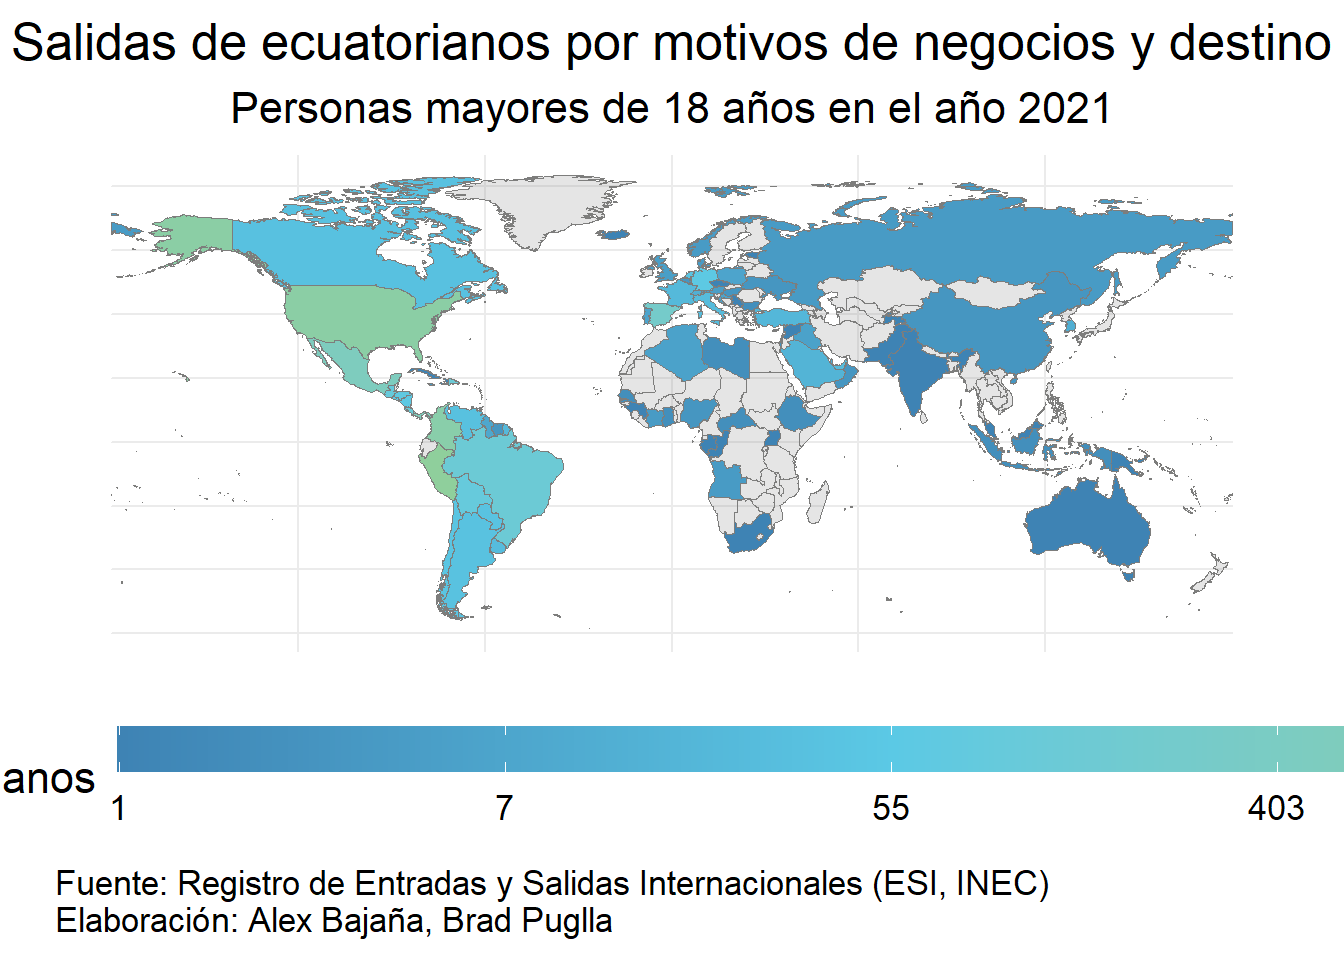 Salidas de ecuatorianos por motivos de negocios y destino
Personas mayores de 18 años en el año 2021
anos
1 7 55 403
Fuente: Registro de Entradas y Salidas Internacionales (ESI, INEC)
Elaboración: Alex Bajaña, Brad Puglla